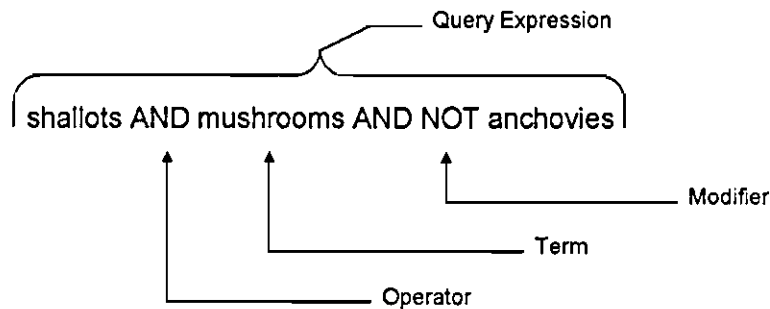 Query Expression
shallots AND mushrooms AND NOT anchovies
Modifier
Term
Operator